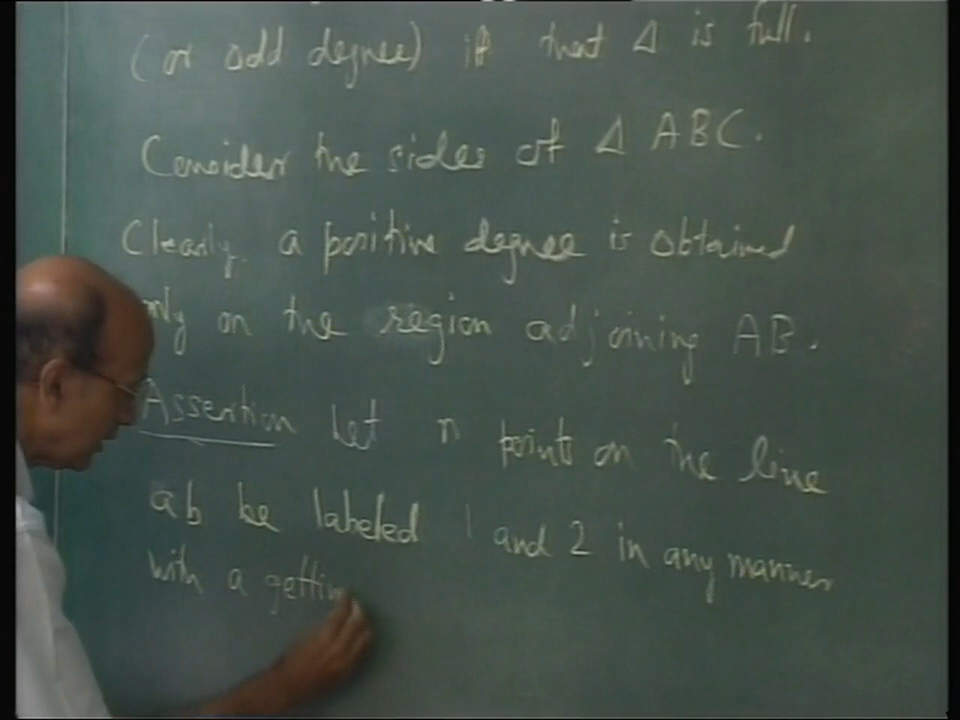 (or odd degree) if that Δ is full.
Consider the sides of Δ ABC.
Clearly a positive degree is obtained
only on the region adjoining AB.
Assertion Let n points on the line
ab be labeled 1 and 2 in any manner
with a gettin